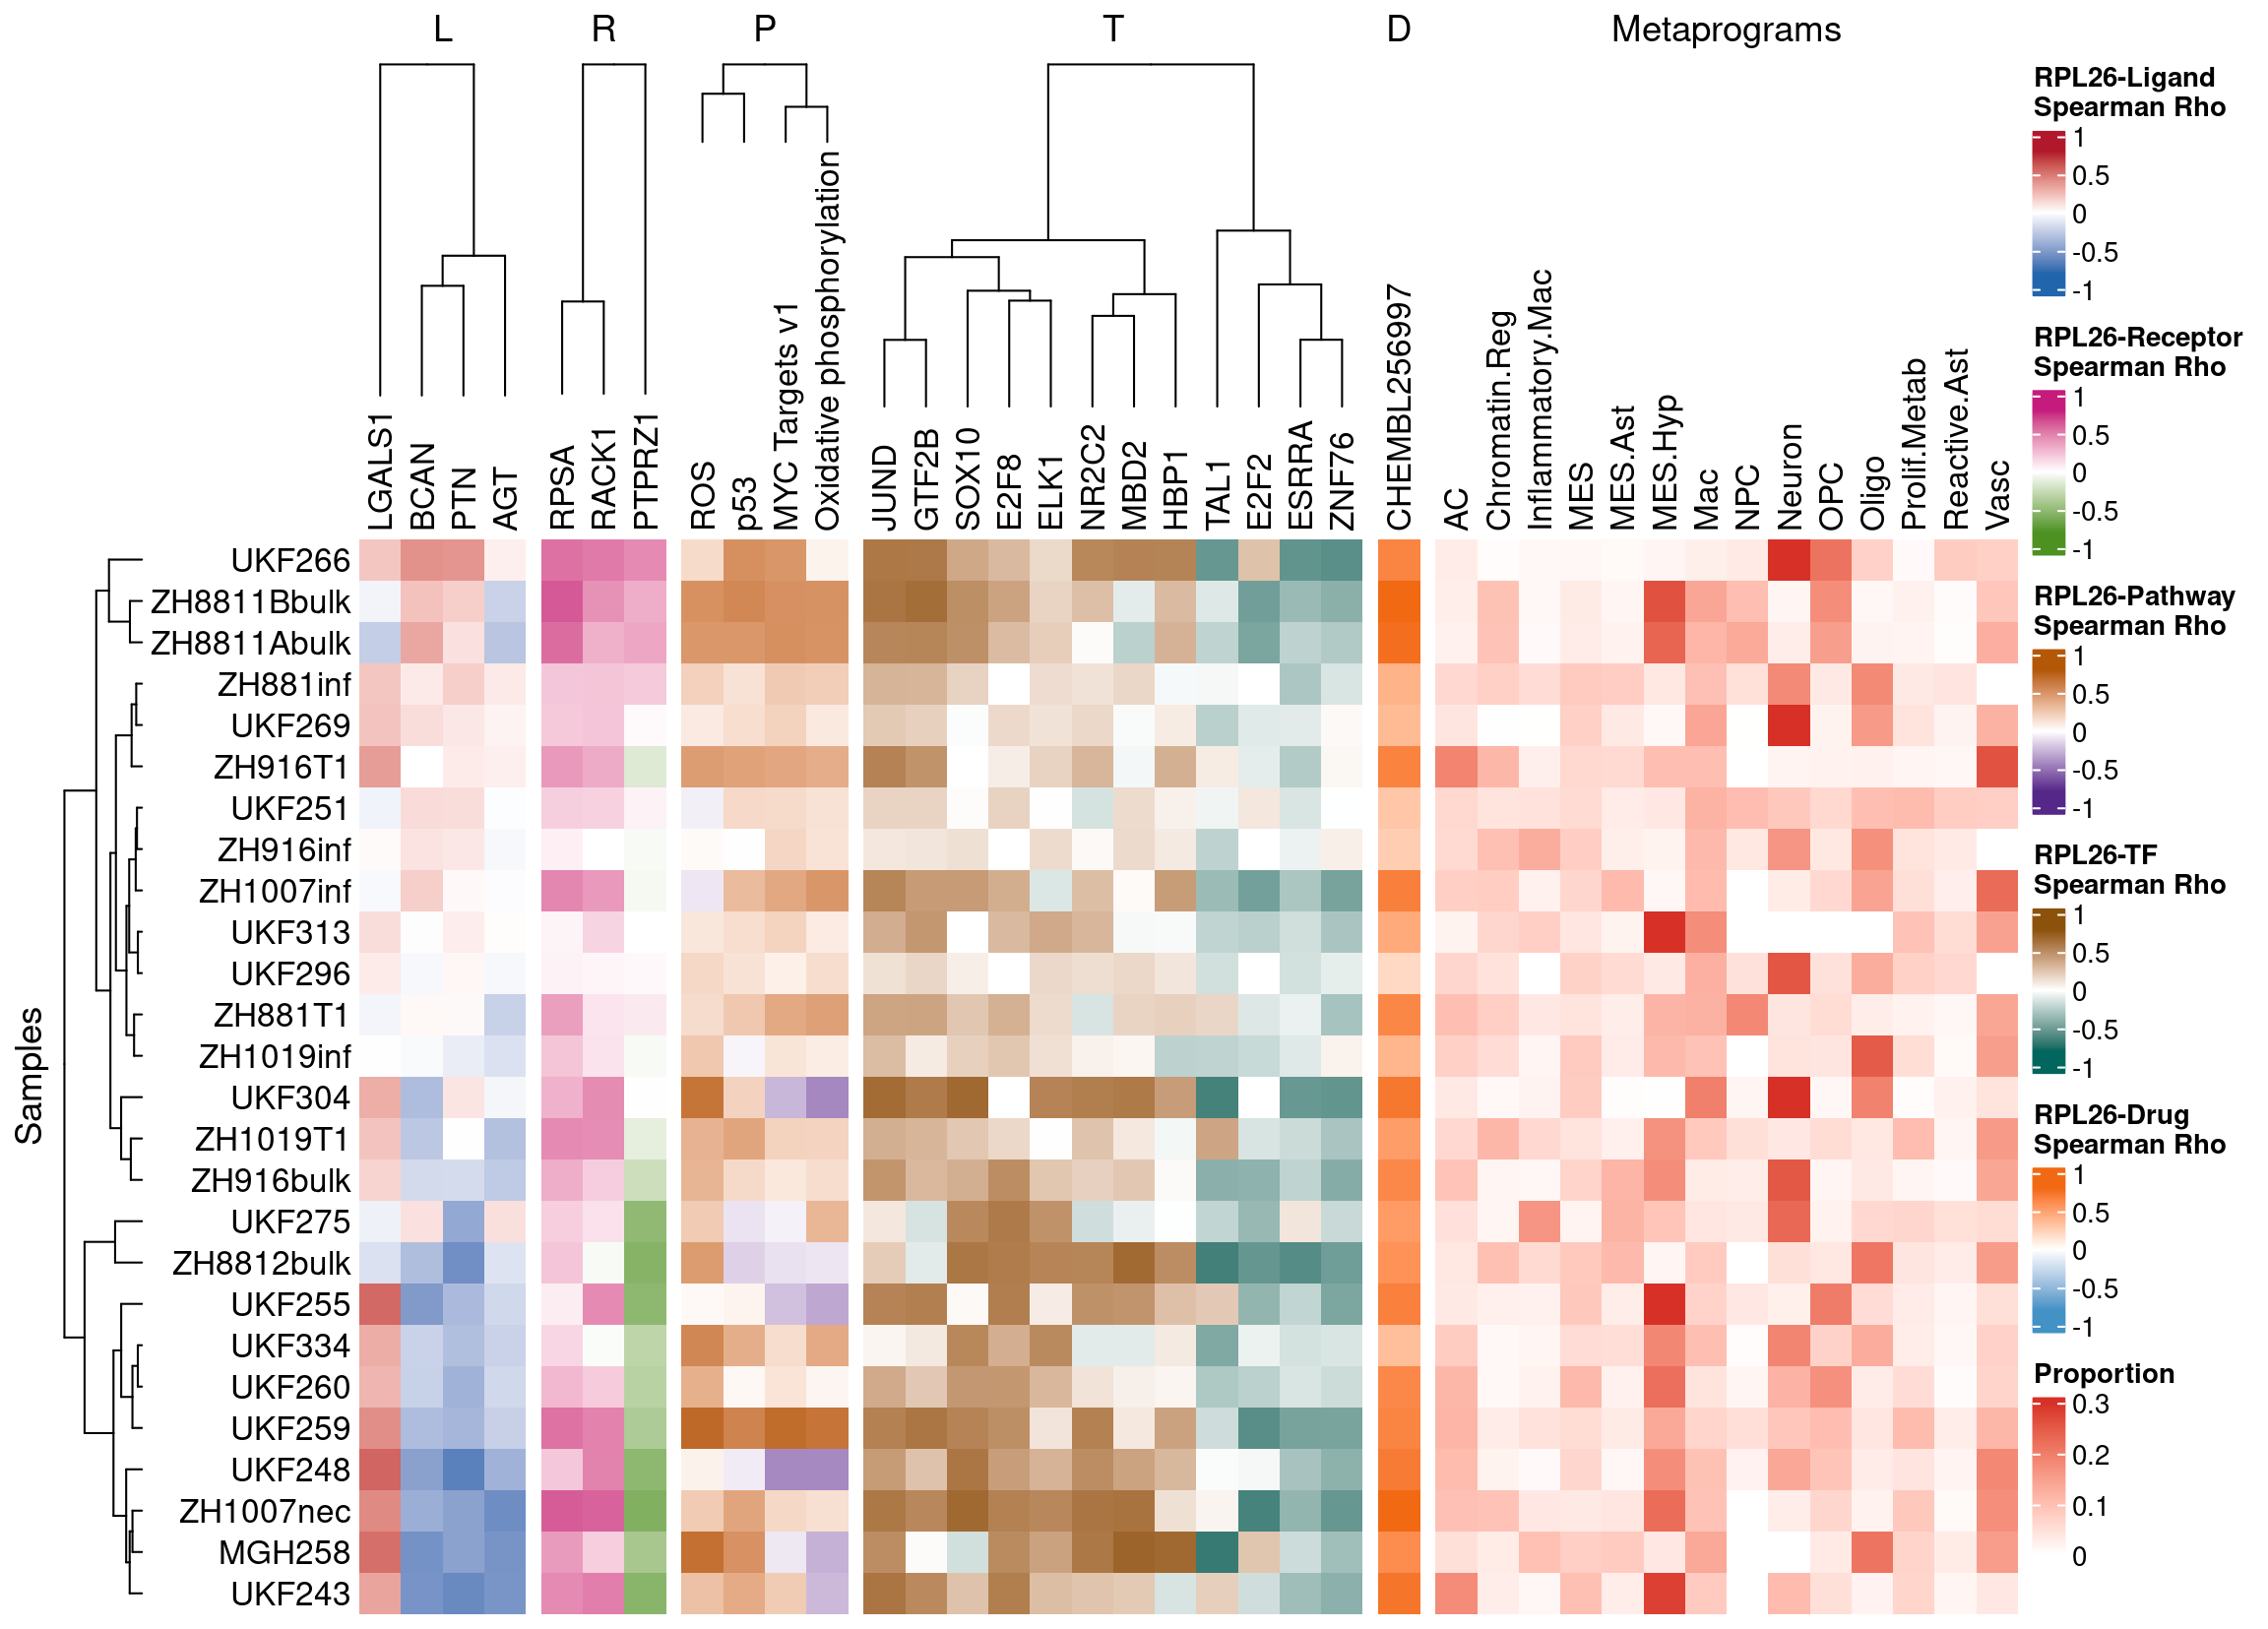 L R P T D Metaprograms
LGALS1
BCAN
PTN
AGT
RPSA
RACK1
PTPRZ1
ROS
p53
MYC Targets v1
Oxidative phosphorylation
JUND
GTF2B
SOX10
E2F8
ELK1
NR2C2
MBD2
HBP1
TAL1
E2F2
ESRRA
ZNF76
CHEMBL256997
AC
Chromatin.Reg
Inflammatory.Mac
MES
MES.Ast
MES.Hyp
Mac
NPC
Neuron
OPC
Oligo
Prolif.Metab
Reactive.Ast
Vasc
Samples
UKF266
ZH8811Bbulk
ZH8811Abulk
ZH881inf
UKF269
ZH916T1
UKF251
ZH916inf
ZH1007inf
UKF313
UKF296
ZH881T1
ZH1019inf
UKF304
ZH1019T1
ZH916bulk
UKF275
ZH8812bulk
UKF255
UKF334
UKF260
UKF259
UKF248
ZH1007nec
MGH258
UKF243
RPL26-Ligand
Spearman Rho
1
0.5
0
-0.5
-1
RPL26-Receptor
Spearman Rho
1
0.5
0
-0.5
-1
RPL26-Pathway
Spearman Rho
1
0.5
0
-0.5
-1
RPL26-TF
Spearman Rho
1
0.5
0
-0.5
-1
RPL26-Drug
Spearman Rho
1
0.5
0
-0.5
-1
Proportion
0.3
0.2
0.1
0